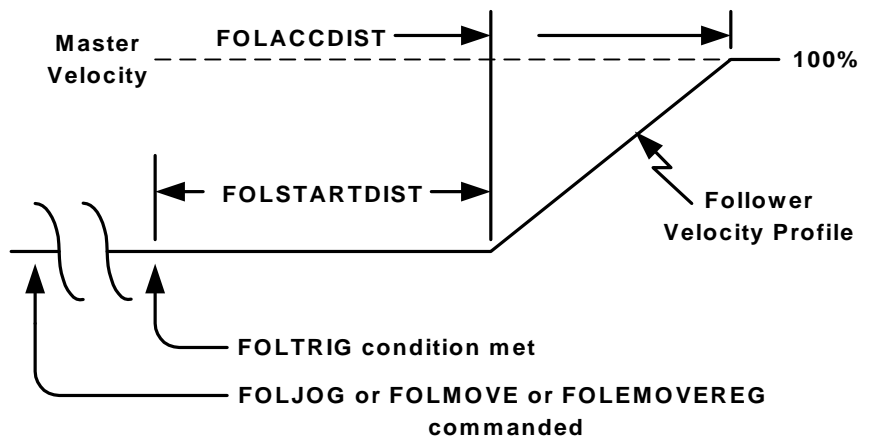 FOLACCDIST
Master
Velocity
100%
FOLSTARTDIST
Follower
Velocity Profile
FOLTRIG condition met
FOLJOG or FOLMOVE or FOLEMOVEREG
commanded